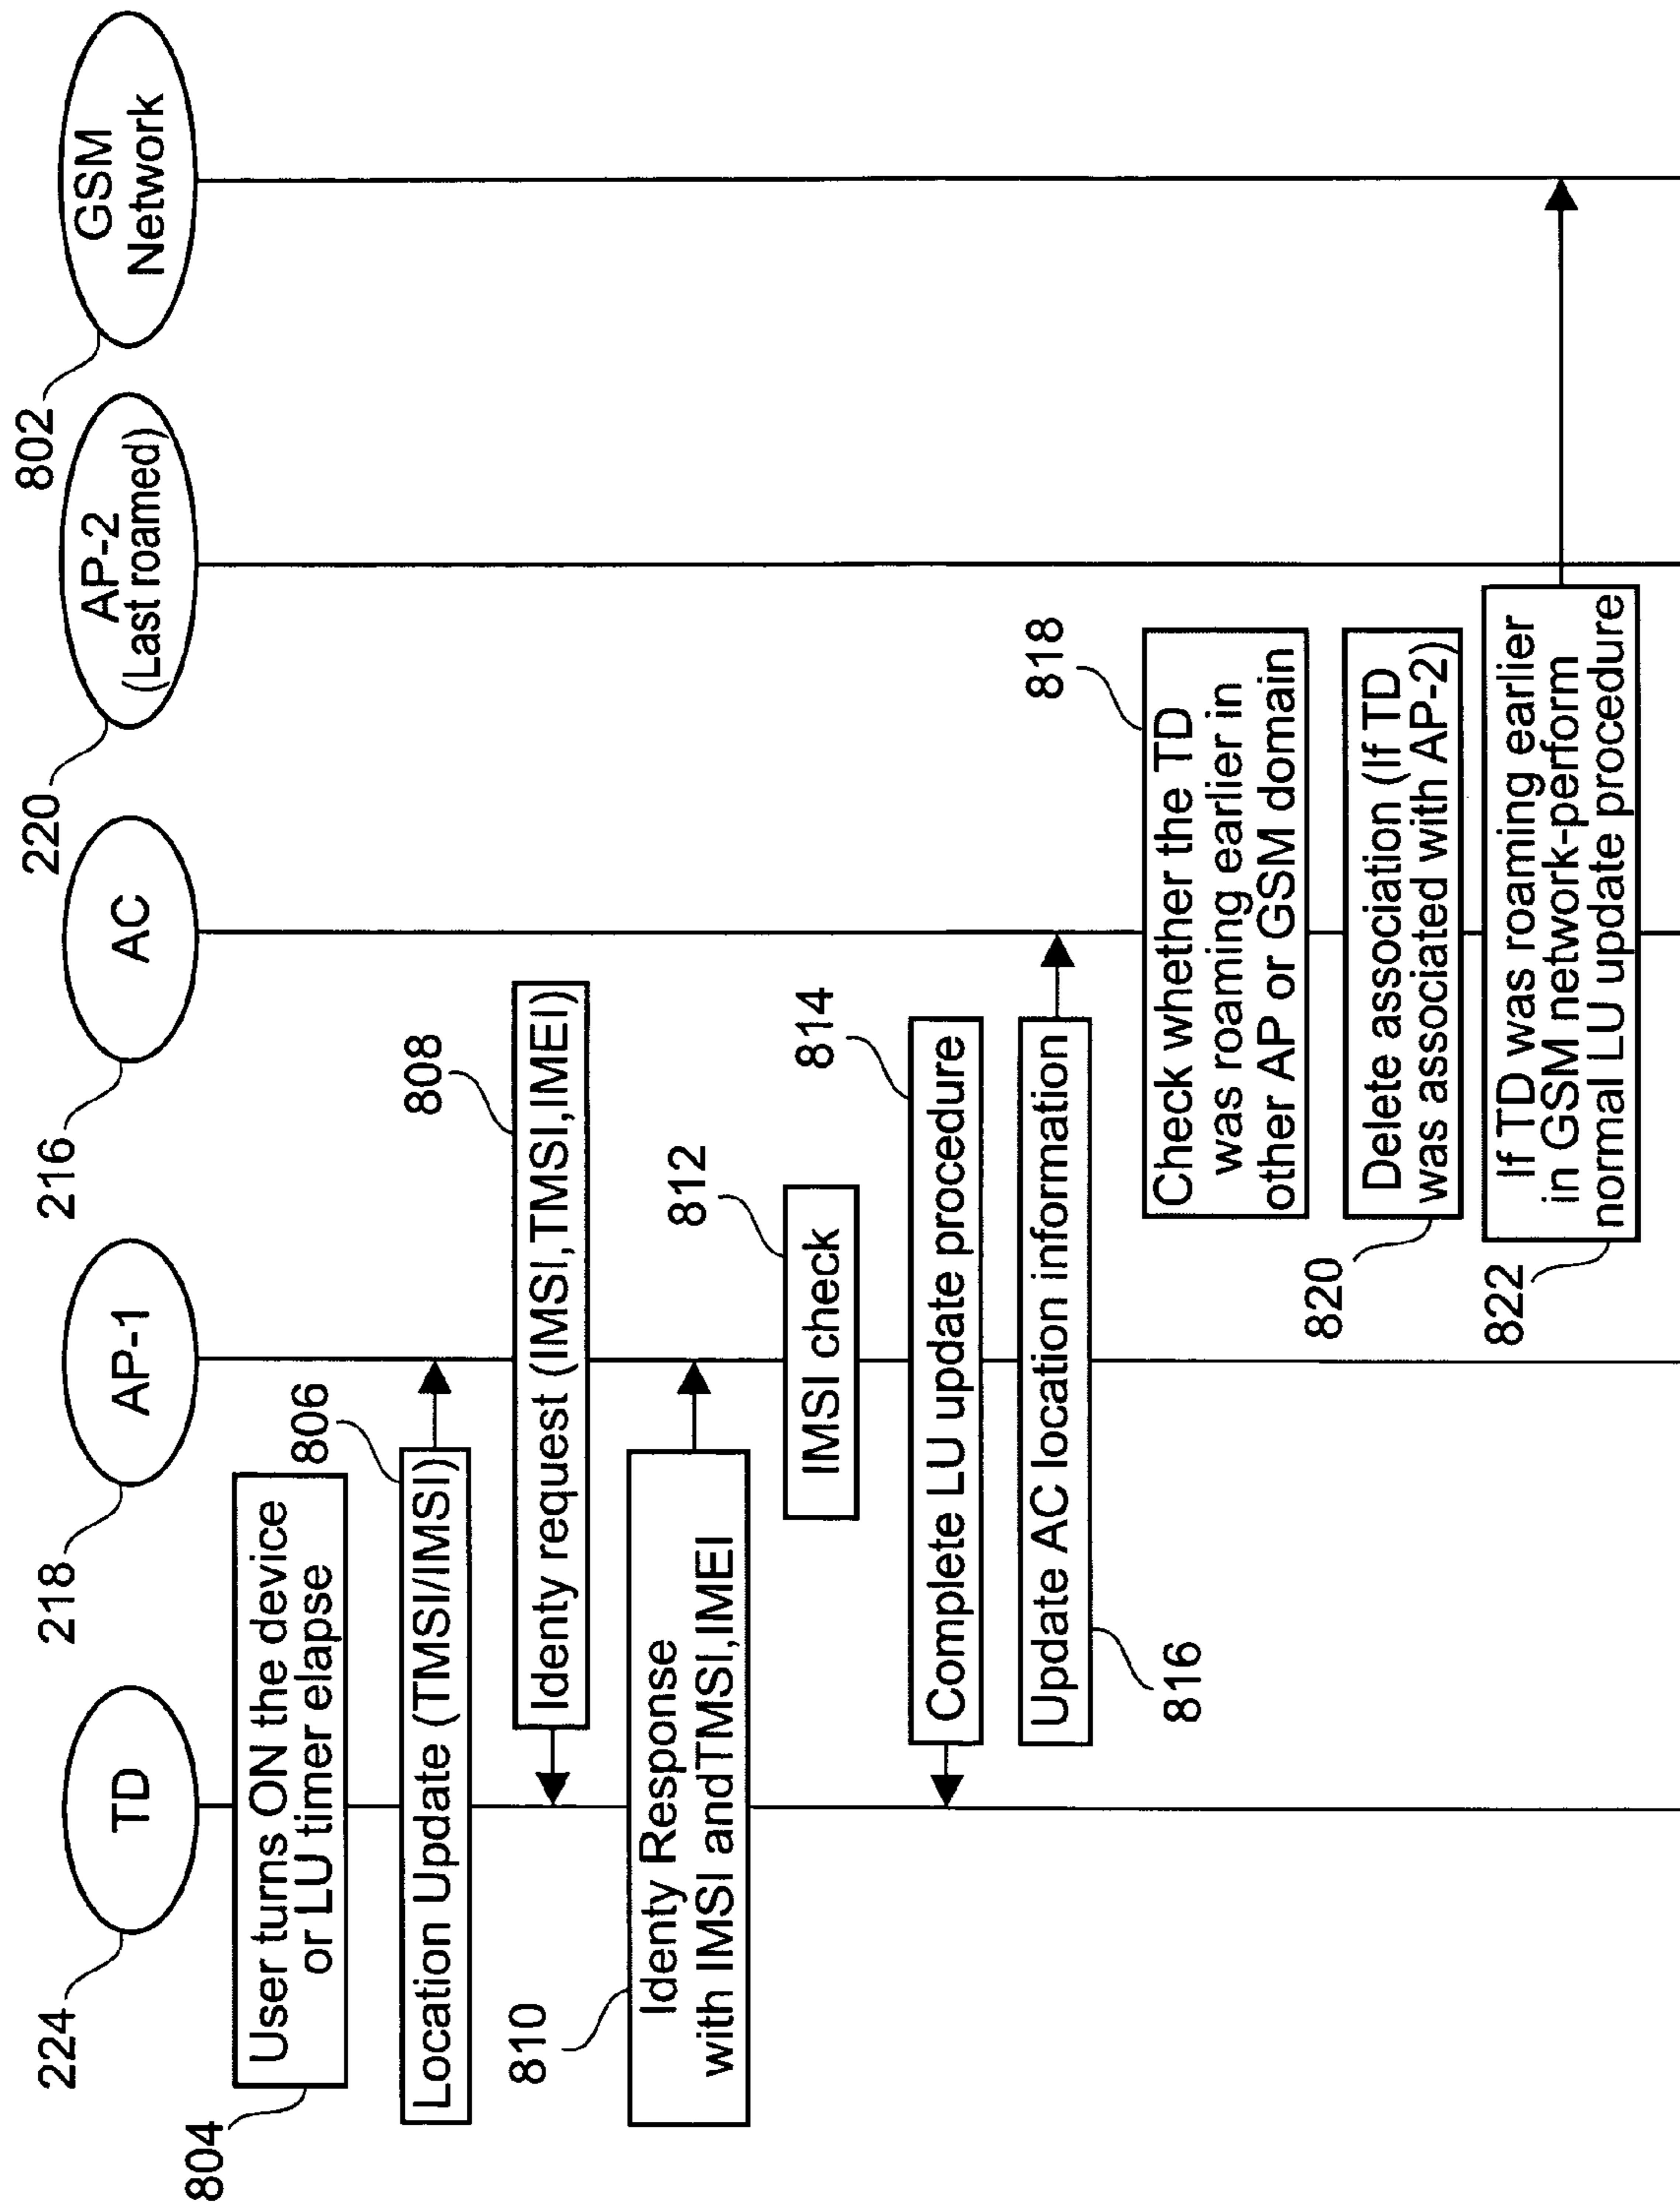 224
TD
218
AP-1
216
AC
220
AP-2
(Last roamed)
802
GSM
Network
804
User turns ON the device
or LU timer elapse
806
Location Update (TMSI/IMSI)
808
Identy request (IMSI,TMSI,IMEI)
810
Identy Response
with IMSI andTMSI,IMEI
812
IMSI check
814
Complete LU update procedure
816
Update AC location information
818
Check whether the TD
was roaming earlier in
other AP or GSM domain
820
Delete association (If TD
was associated with AP-2)
822
If TD was roaming earlier
in GSM network-perform
normal LU update procedure